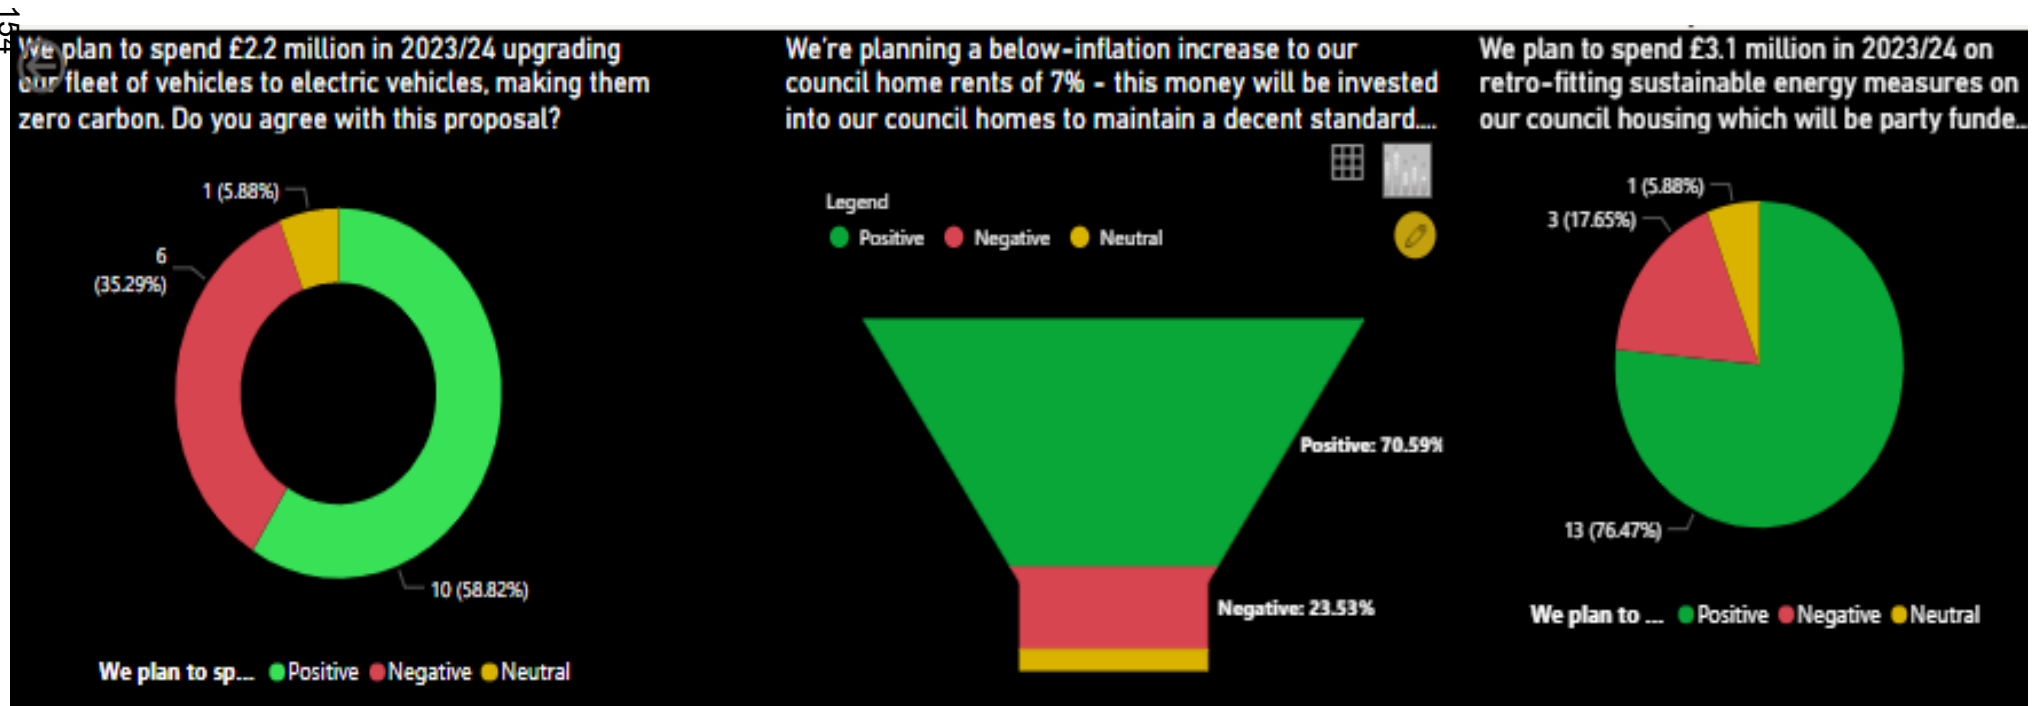 154
We plan to spend £2.2 million in 2023/24 upgrading
our fleet of vehicles to electric vehicles, making them
zero carbon. Do you agree with this proposal?
1 (5.88%)
6
(35.29%)
10 (58.82%)
We plan to sp... Positive Negative Neutral
We're planning a below-inflation increase to our
council home rents of 7% - this money will be invested
into our council homes to maintain a decent standard....
Legend
Positive Negative Neutral
Positive: 70.59%
Negative: 23.53%
We plan to spend £3.1 million in 2023/24 on
retro-fitting sustainable energy measures on
our council housing which will be party funde...
1 (5.88%)
3 (17.65%)
13 (76.47%)
We plan to ... Positive Negative Neutral